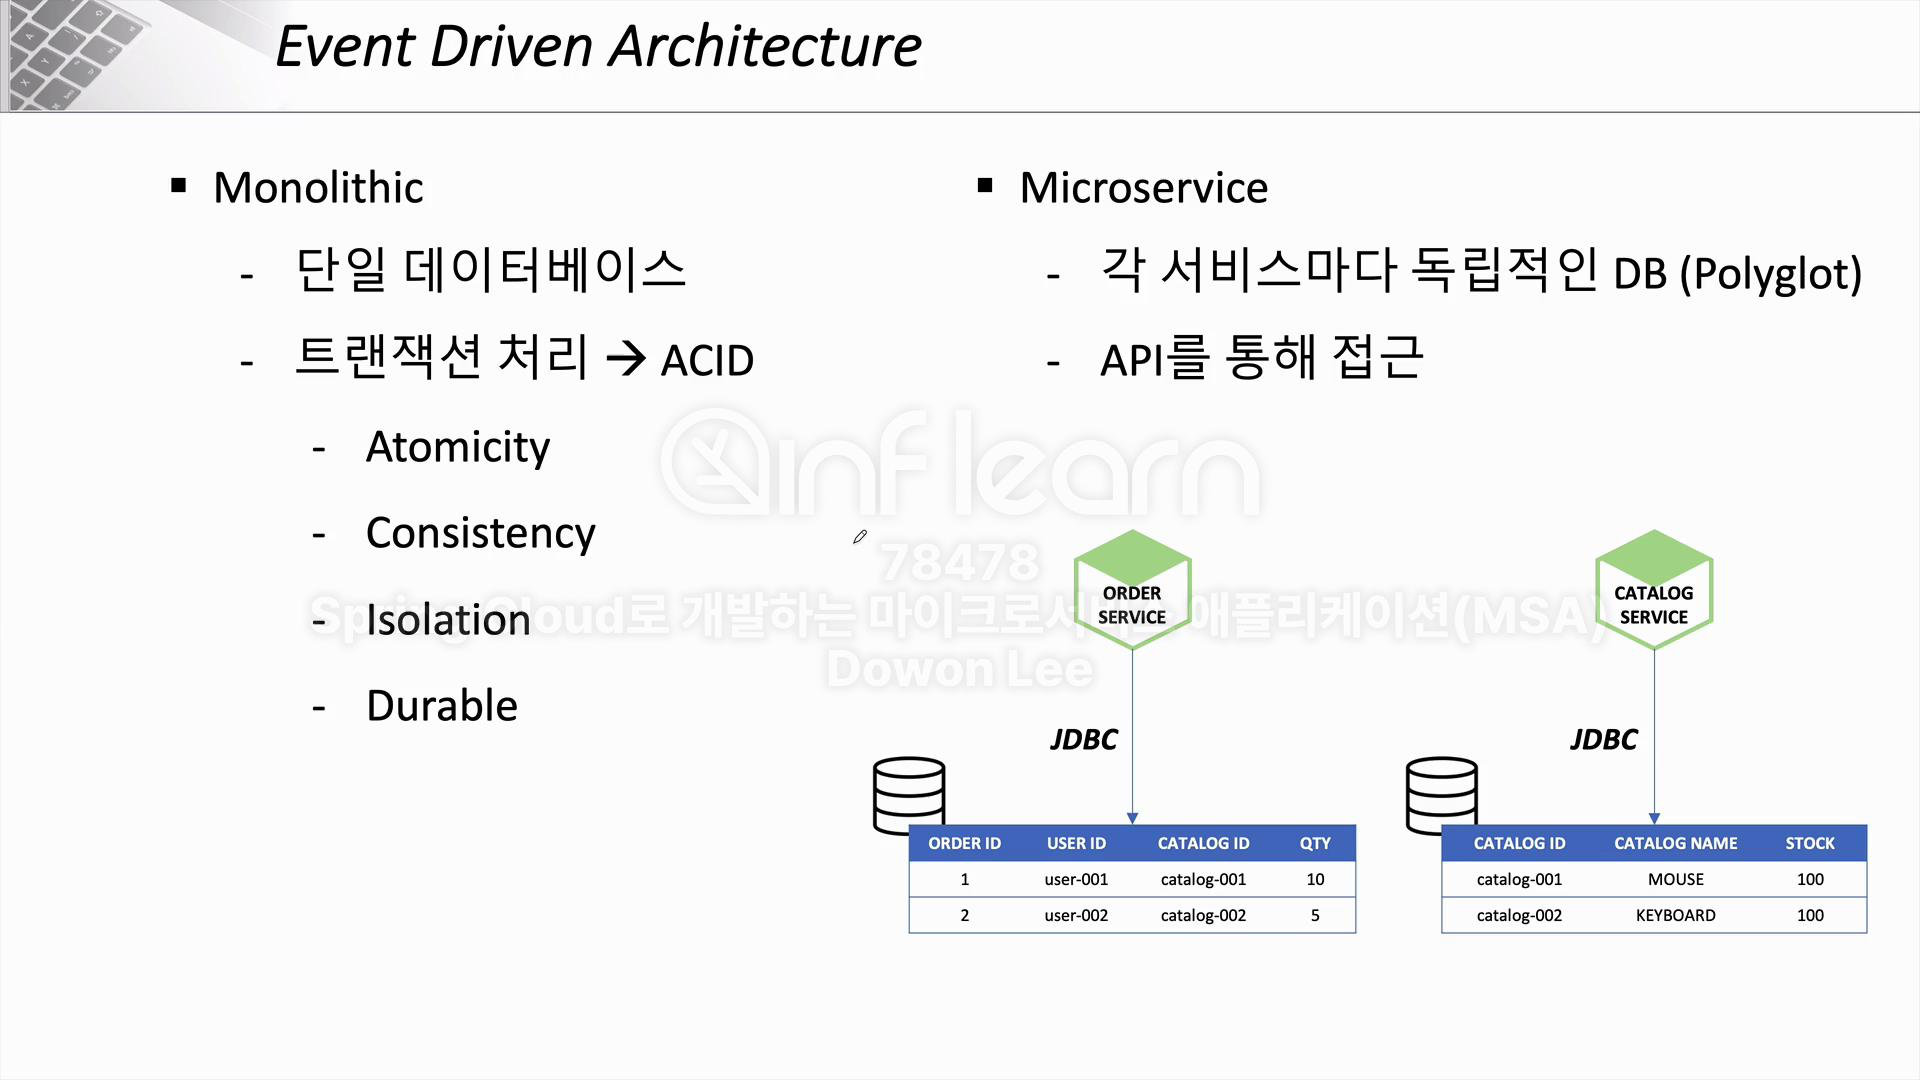 Event Driven Architecture
▪ Monolithic
- 단일 데이터베이스
- 트랜잭션 처리 → ACID
- Atomicity
- Consistency
- Isolation
- Durable
▪ Microservice
- 각 서비스마다 독립적인 DB (Polyglot)
- API를 통해 접근
inflearn
78478
Spring Cloud로 개발하는 마이크로서비스 애플리케이션(MSA)
Dowon Lee
ORDER
SERVICE
JDBC
ORDER ID USER ID CATALOG ID QTY
1 user-001 catalog-001 10
2 user-002 catalog-002 5
CATALOG
SERVICE
JDBC
CATALOG ID CATALOG NAME STOCK
catalog-001 MOUSE 100
catalog-002 KEYBOARD 100